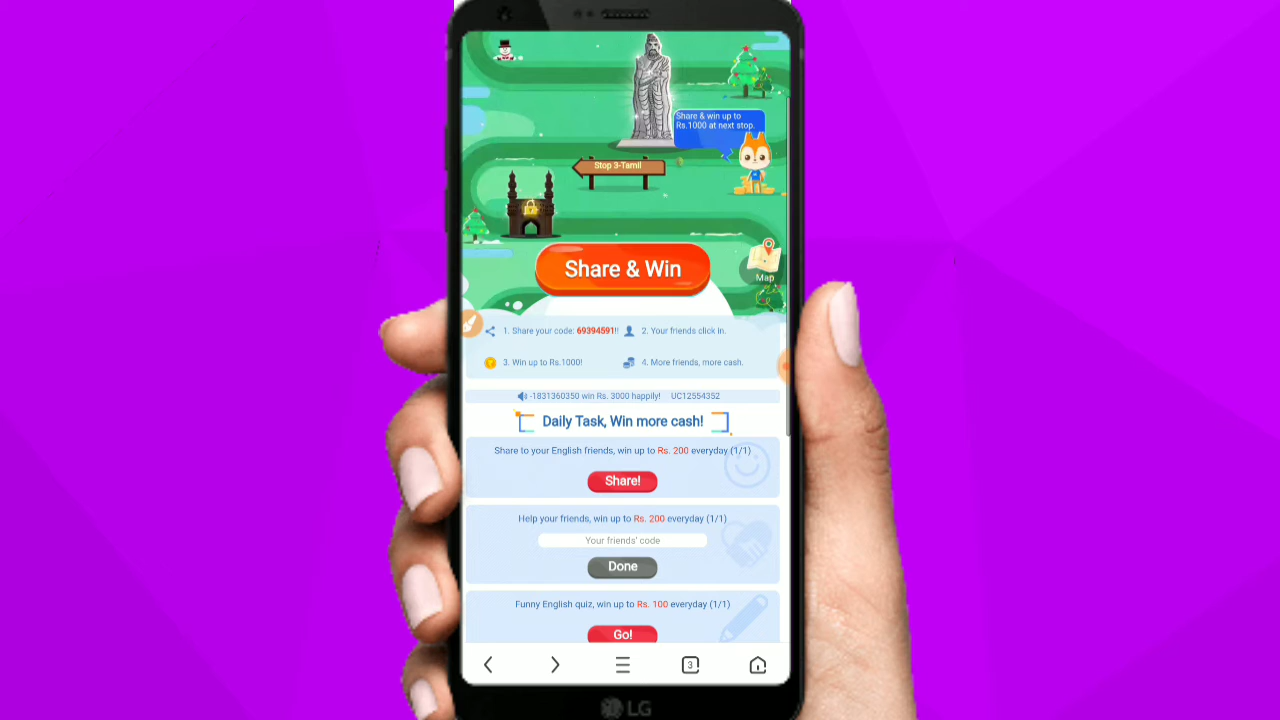 Share & win up to
Rs.1000 at next stop.
Stop 3-Tamil
Share & Win
Map
1. Share your code: 69394591!! 2. Your friends click in.
3. Win up to Rs.1000! 4. More friends, more cash.
-1831360350 win Rs. 3000 happily! UC12554352
Daily Task, Win more cash!
Share to your English friends, win up to Rs. 200 everyday (1/1)
Share!
Help your friends, win up to Rs. 200 everyday (1/1)
Your friends' code
Done
Funny English quiz, win up to Rs. 100 everyday (1/1)
Go!
3
LG